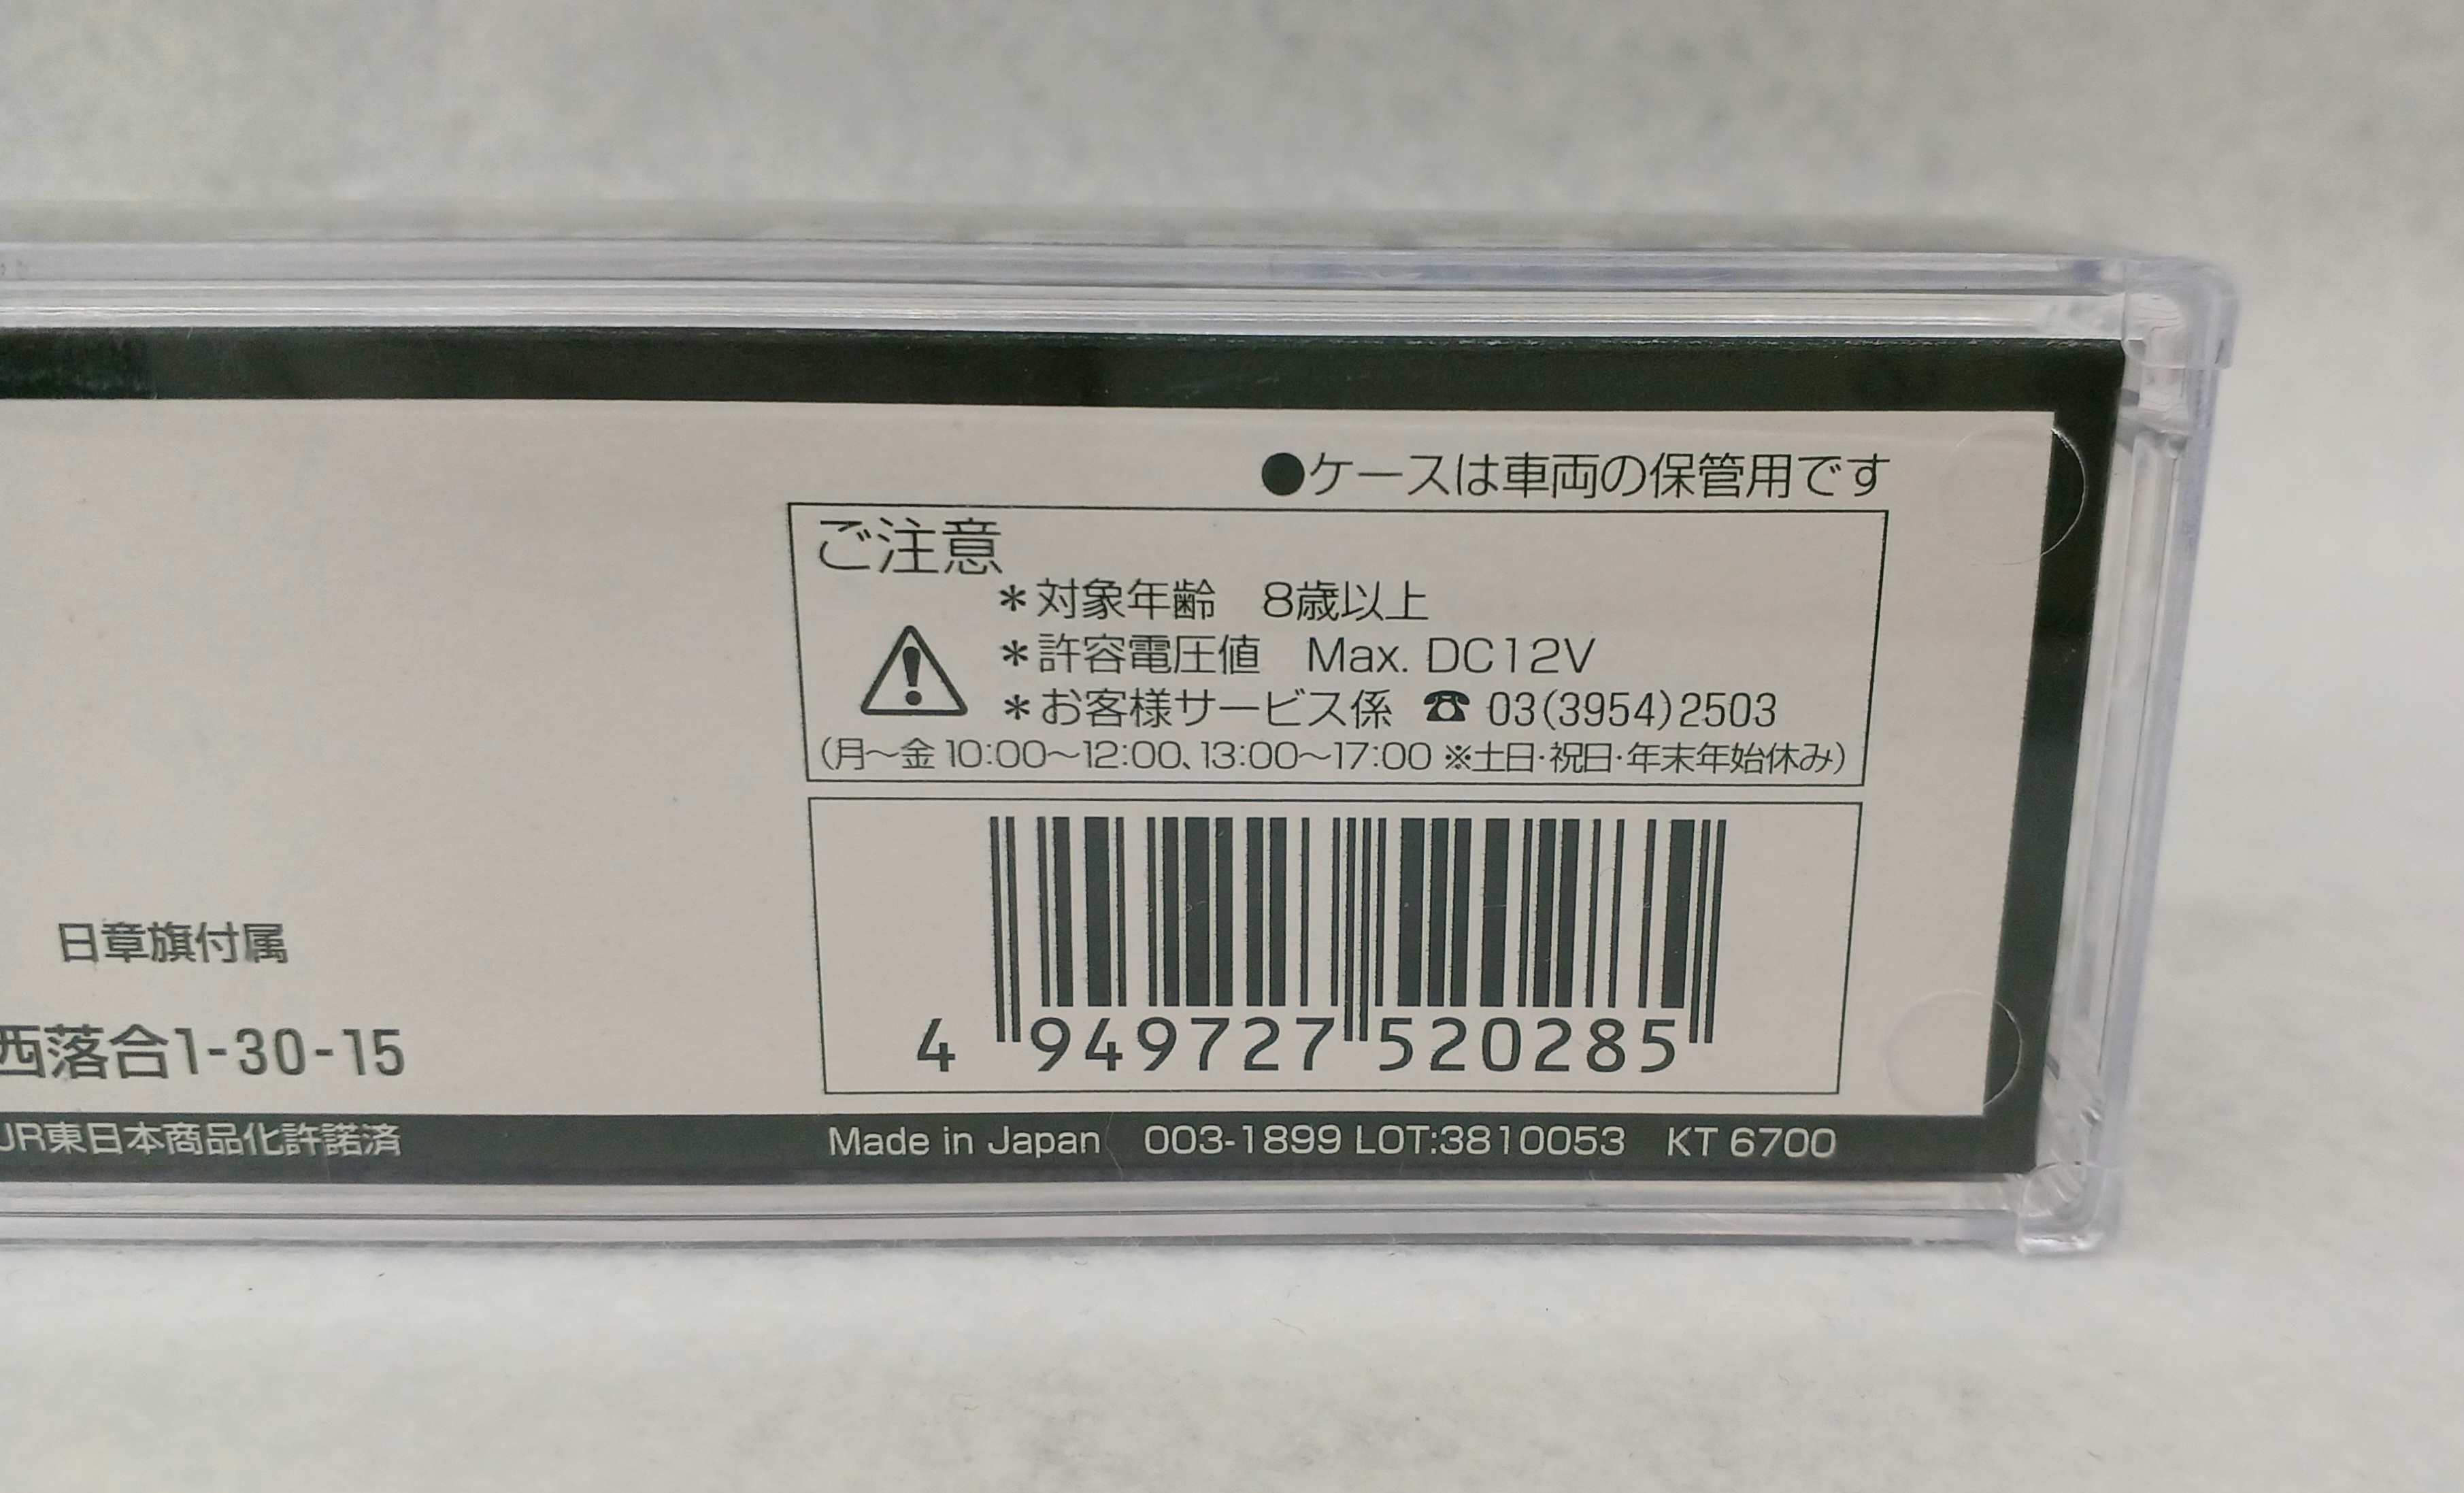 ●ケースは車両の保管用です
ご注意
＊対象年齢　8歳以上
＊許容電圧値　Max. DC12V
＊お客様サービス係 ☎ 03(3954)2503
(月～金 10:00～12:00、13:00～17:00 ※土日・祝日・年末年始休み)
日章旗付属
西落合1-30-15
4 949727 520285
JR東日本商品化許諾済
Made in Japan　003-1899 LOT:3810053　KT 6700